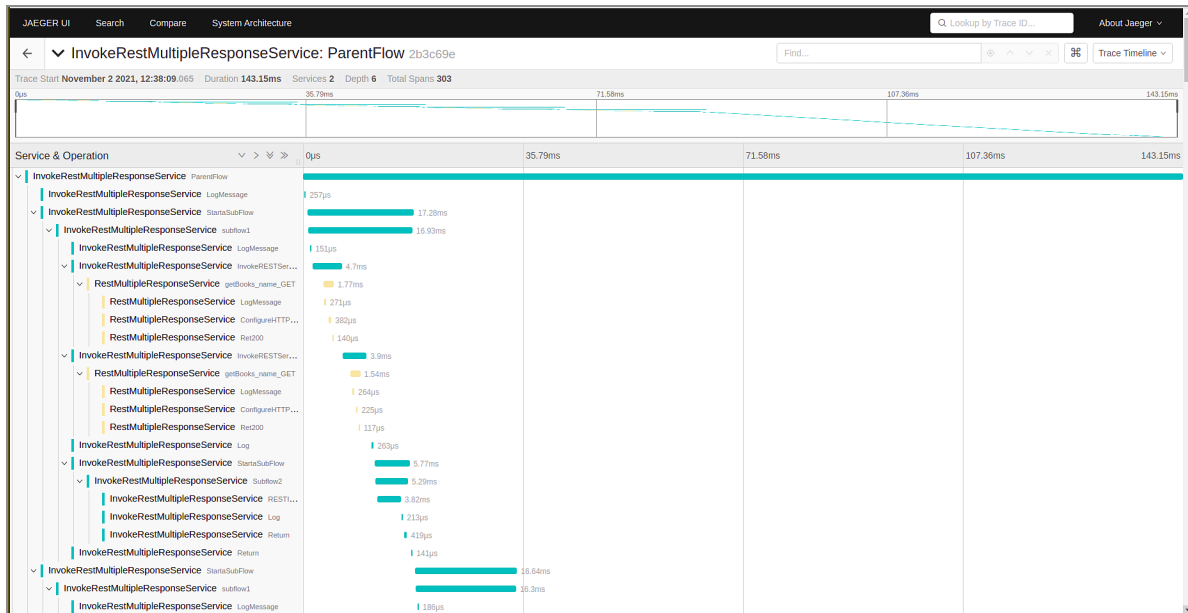 JAEGER UI Search Compare System Architecture Lookup by Trace ID... About Jaeger
InvokeRestMultipleResponseService: ParentFlow 2b3c69e Find... ⌘ Trace Timeline
Trace Start November 2 2021, 12:38:09.065 Duration 143.15ms Services 2 Depth 6 Total Spans 303
0μs 35.79ms 71.58ms 107.36ms 143.15ms
Service & Operation 0μs 35.79ms 71.58ms 107.36ms 143.15ms
InvokeRestMultipleResponseService ParentFlow
InvokeRestMultipleResponseService LogMessage 257μs
InvokeRestMultipleResponseService StartaSubFlow 17.28ms
InvokeRestMultipleResponseService subflow1 16.93ms
InvokeRestMultipleResponseService LogMessage 151μs
InvokeRestMultipleResponseService InvokeRESTSer... 4.7ms
RestMultipleResponseService getBooks_name_GET 1.77ms
RestMultipleResponseService LogMessage 271μs
RestMultipleResponseService ConfigureHTTP... 382μs
RestMultipleResponseService Ret200 140μs
InvokeRestMultipleResponseService InvokeRESTSer... 3.9ms
RestMultipleResponseService getBooks_name_GET 1.54ms
RestMultipleResponseService LogMessage 264μs
RestMultipleResponseService ConfigureHTTP... 225μs
RestMultipleResponseService Ret200 117μs
InvokeRestMultipleResponseService Log 263μs
InvokeRestMultipleResponseService StartaSubFlow 5.77ms
InvokeRestMultipleResponseService Subflow2 5.29ms
InvokeRestMultipleResponseService RESTI... 3.82ms
InvokeRestMultipleResponseService Log 213μs
InvokeRestMultipleResponseService Return 419μs
InvokeRestMultipleResponseService Return 141μs
InvokeRestMultipleResponseService StartaSubFlow 16.64ms
InvokeRestMultipleResponseService subflow1 16.3ms
InvokeRestMultipleResponseService LogMessage 186μs